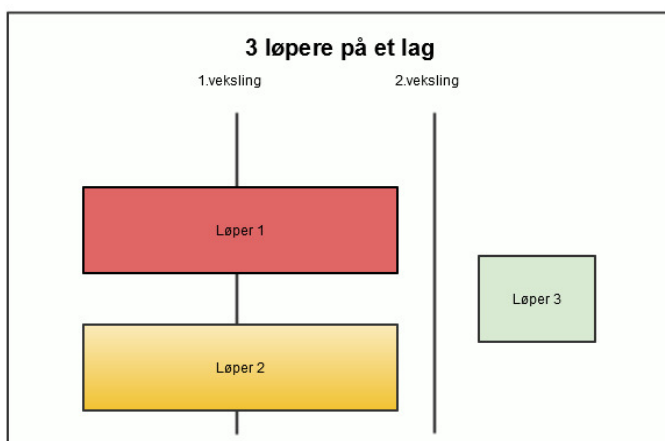 3 løpere på et lag
1.veksling
2.veksling
Løper 1
Løper 3
Løper 2